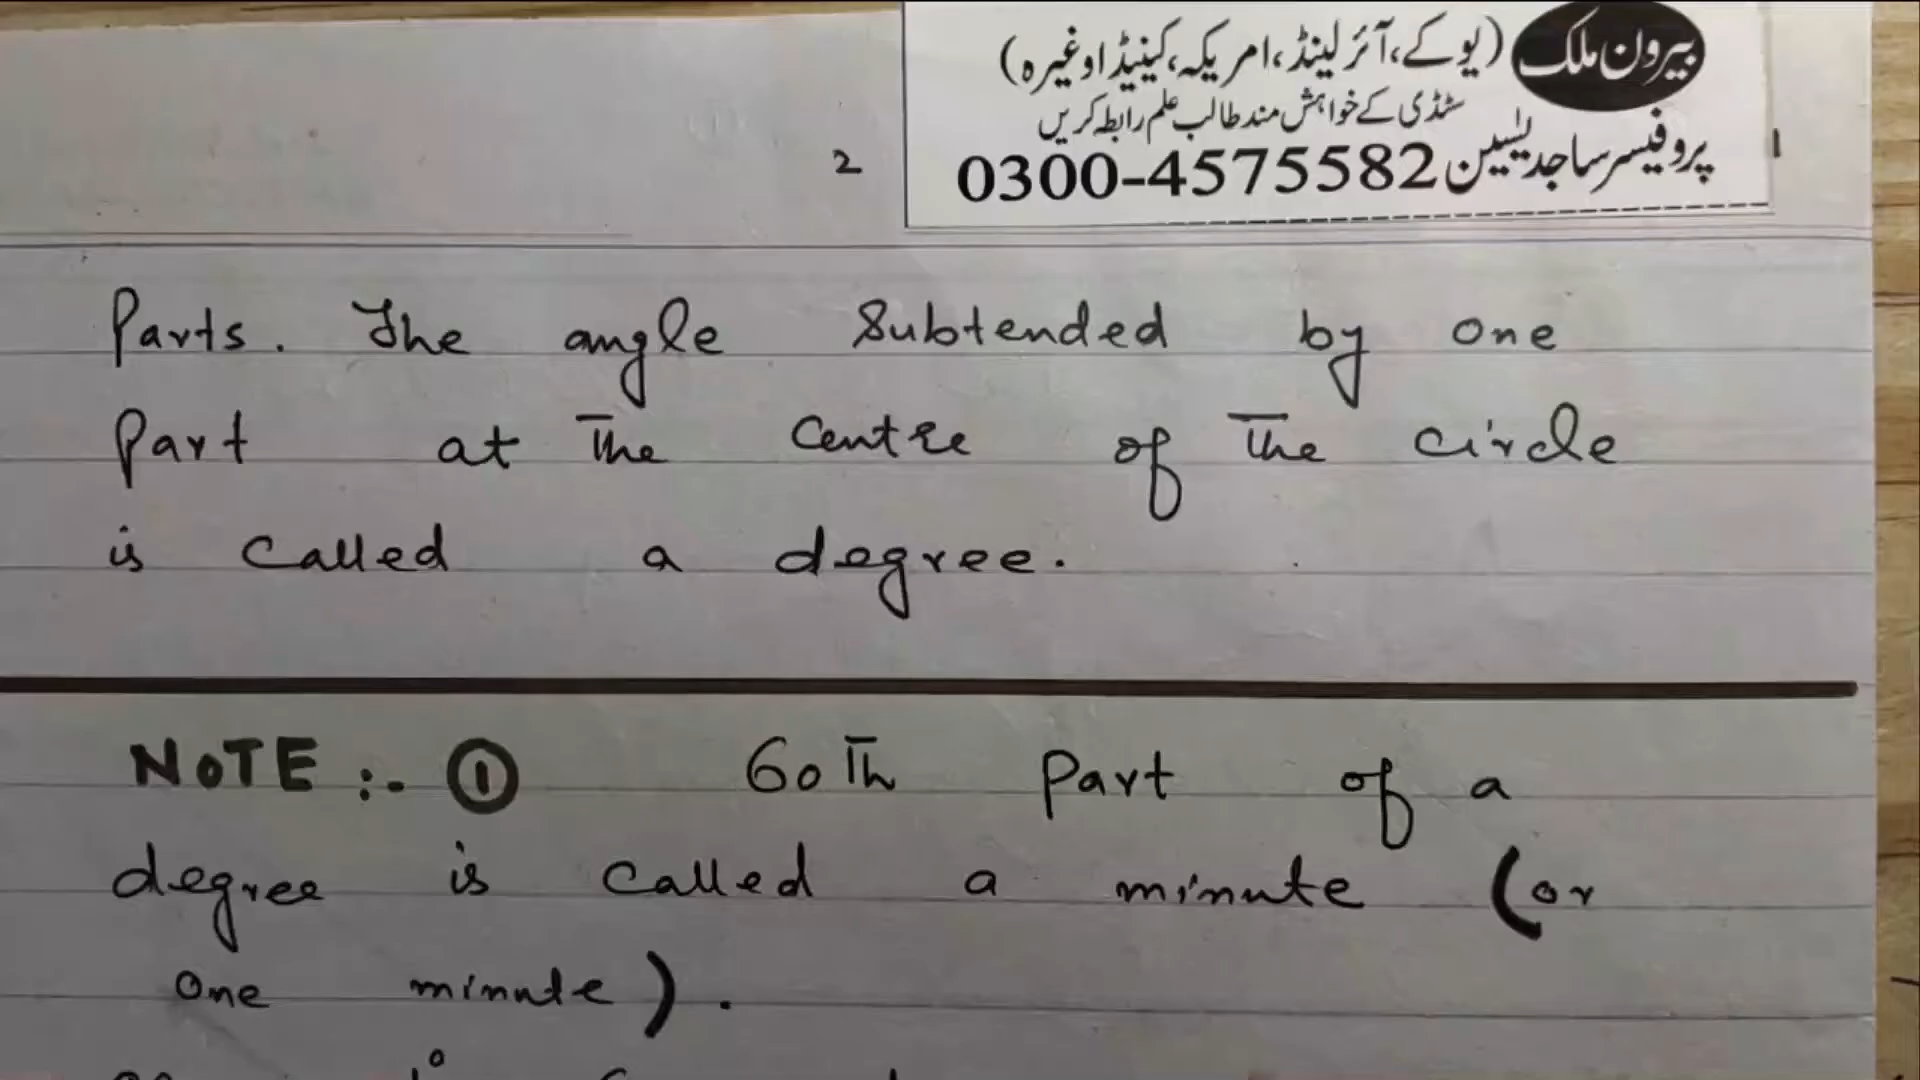 بیرون ملک (یوکے، آئرلینڈ، امریکہ، کینیڈا وغیرہ)
سٹڈی کے خواہش مند طالب علم رابطہ کریں
پروفیسر ساجد یٰسین 0300-4575582
2
Parts. The angle Subtended by one
Part at The Centre of The circle
is Called a degree.
NOTE :- ① 60Th Part of a
degree is Called a minute (or
one minute).